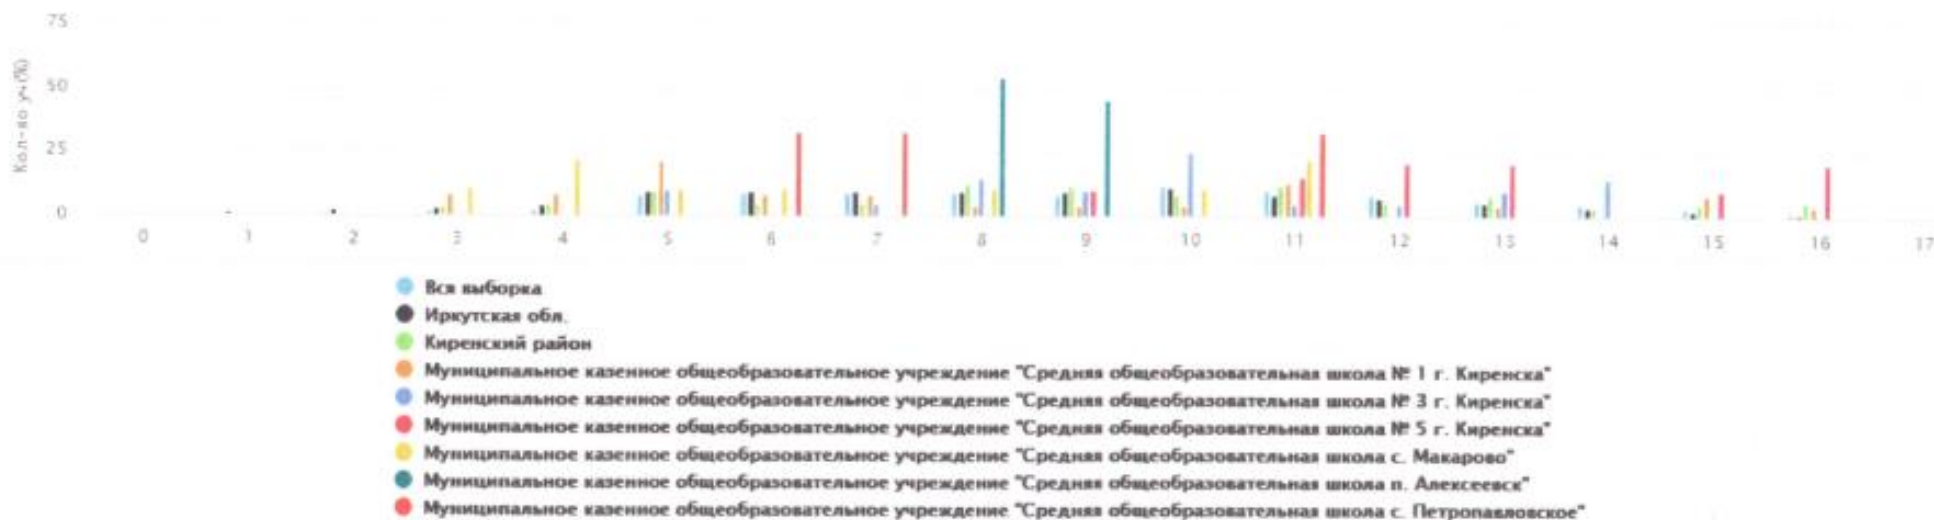 75
50
25
0
Кол-во уч(%)
0 1 2 3 4 5 6 7 8 9 10 11 12 13 14 15 16 17
Вся выборка
Иркутская обл.
Киренский район
Муниципальное казенное общеобразовательное учреждение "Средняя общеобразовательная школа № 1 г. Киренска"
Муниципальное казенное общеобразовательное учреждение "Средняя общеобразовательная школа № 3 г. Киренска"
Муниципальное казенное общеобразовательное учреждение "Средняя общеобразовательная школа № 5 г. Киренска"
Муниципальное казенное общеобразовательное учреждение "Средняя общеобразовательная школа с. Макарово"
Муниципальное казенное общеобразовательное учреждение "Средняя общеобразовательная школа п. Алексеевск"
Муниципальное казенное общеобразовательное учреждение "Средняя общеобразовательная школа с. Петропавловское"